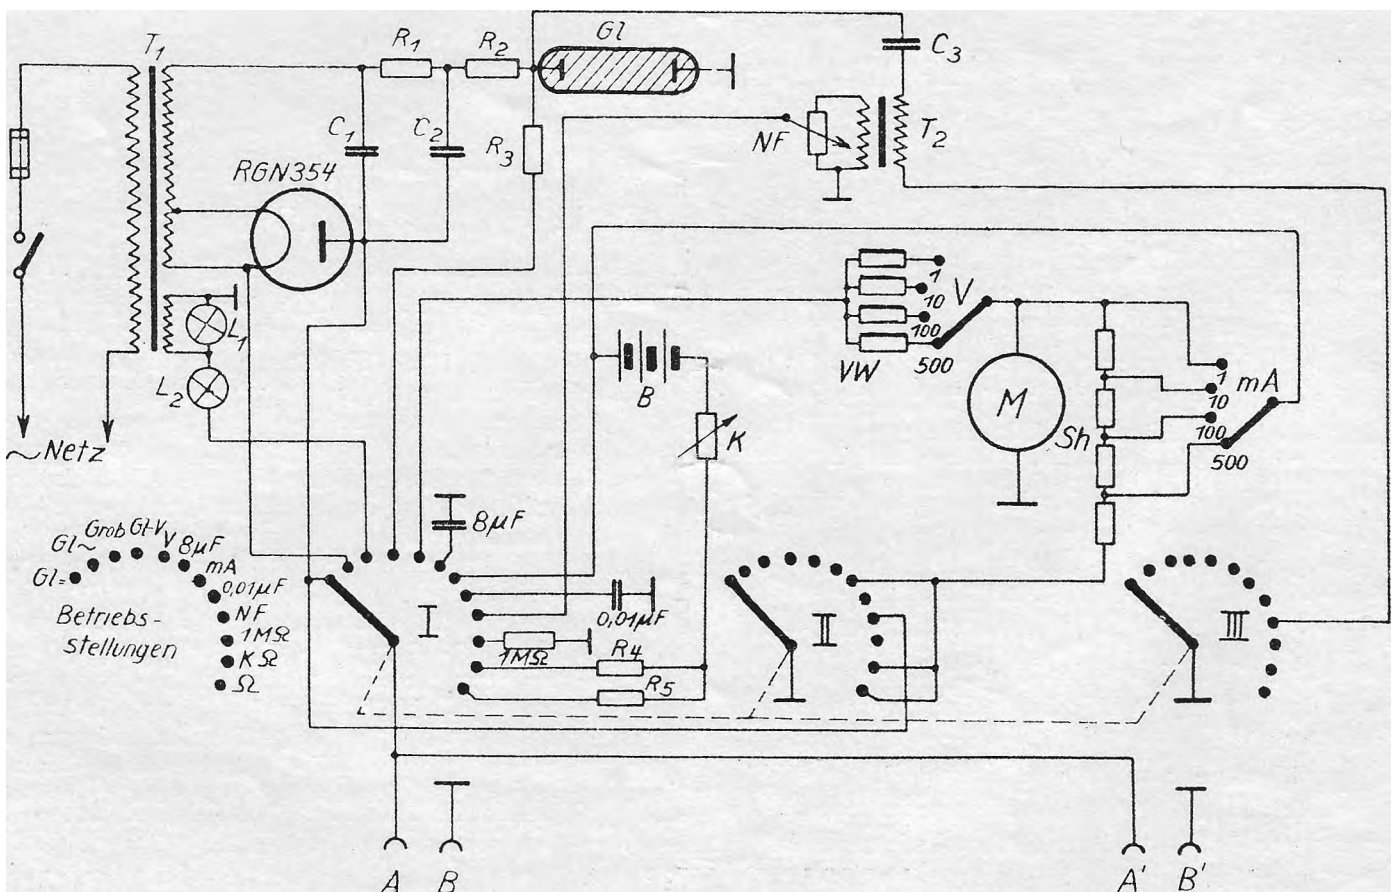 T1
R1
R2
Gl
C3
C1
C2
R3
NF
T2
RGN354
L1
L2
~Netz
V
1
10
100
500
VW
B
K
M
Sh
mA
1
10
100
500
8µF
Gl=
Gl~
Grob
Gl-V
V
8µF
mA
0,01µF
NF
1MΩ
KΩ
Ω
Betriebs-
stellungen
I
0,01µF
1MΩ
R4
R5
II
III
A
B
A'
B'